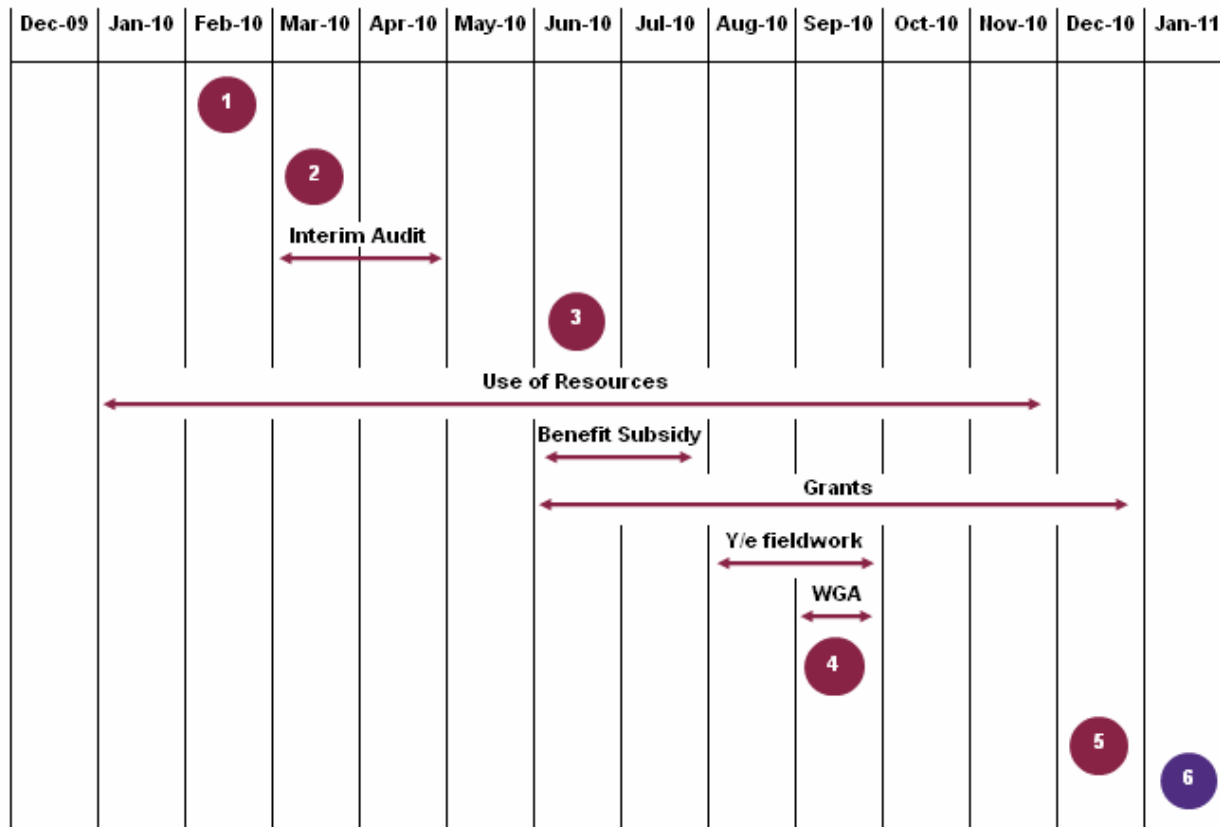 Dec-09 Jan-10 Feb-10 Mar-10 Apr-10 May-10 Jun-10 Jul-10 Aug-10 Sep-10 Oct-10 Nov-10 Dec-10 Jan-11
1
2
Interim Audit
3
Use of Resources
Benefit Subsidy
Grants
Y/e fieldwork
WGA
4
5
6